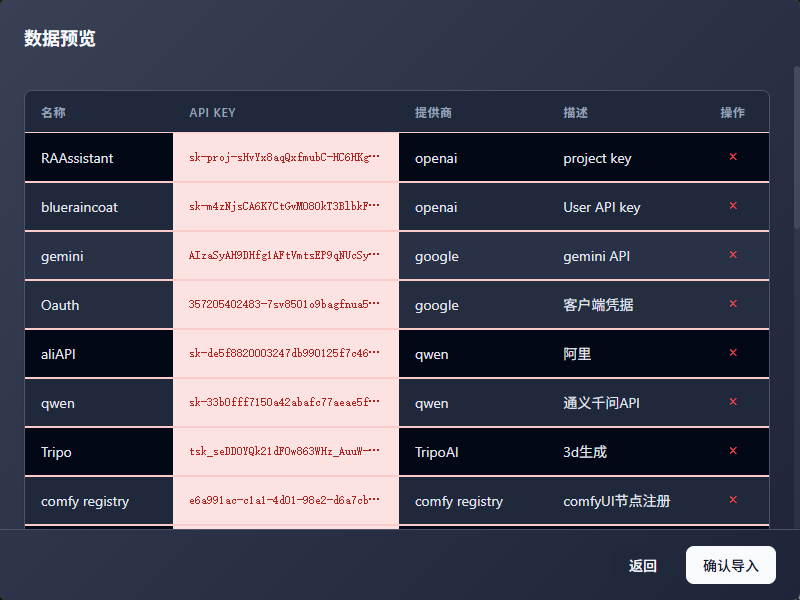 数据预览
名称 API KEY 提供商 描述 操作
RAAssistant sk-proj-sHvYx8aqQxfmubC-HC6HKg··· openai project key ×
blueraincoat sk-m4zNjsCA6K7CtGvMO80kT3BlbkF··· openai User API key ×
gemini AIzaSyAH9DHfg1AFtVmtsEP9qNUcSy··· google gemini API ×
Oauth 357205402483-7sv8501o9bagfnua5··· google 客户端凭据 ×
aliAPI sk-de5f8820003247db990125f7c46··· qwen 阿里 ×
qwen sk-33b0fff7150a42abafc77aeae5f··· qwen 通义千问API ×
Tripo tsk_seDDOYQk21dFOw863WHz_AuuW-··· TripoAI 3d生成 ×
comfy registry e6a991ac-c1a1-4d01-98e2-d6a7cb··· comfy registry comfyUI节点注册 ×
返回 确认导入